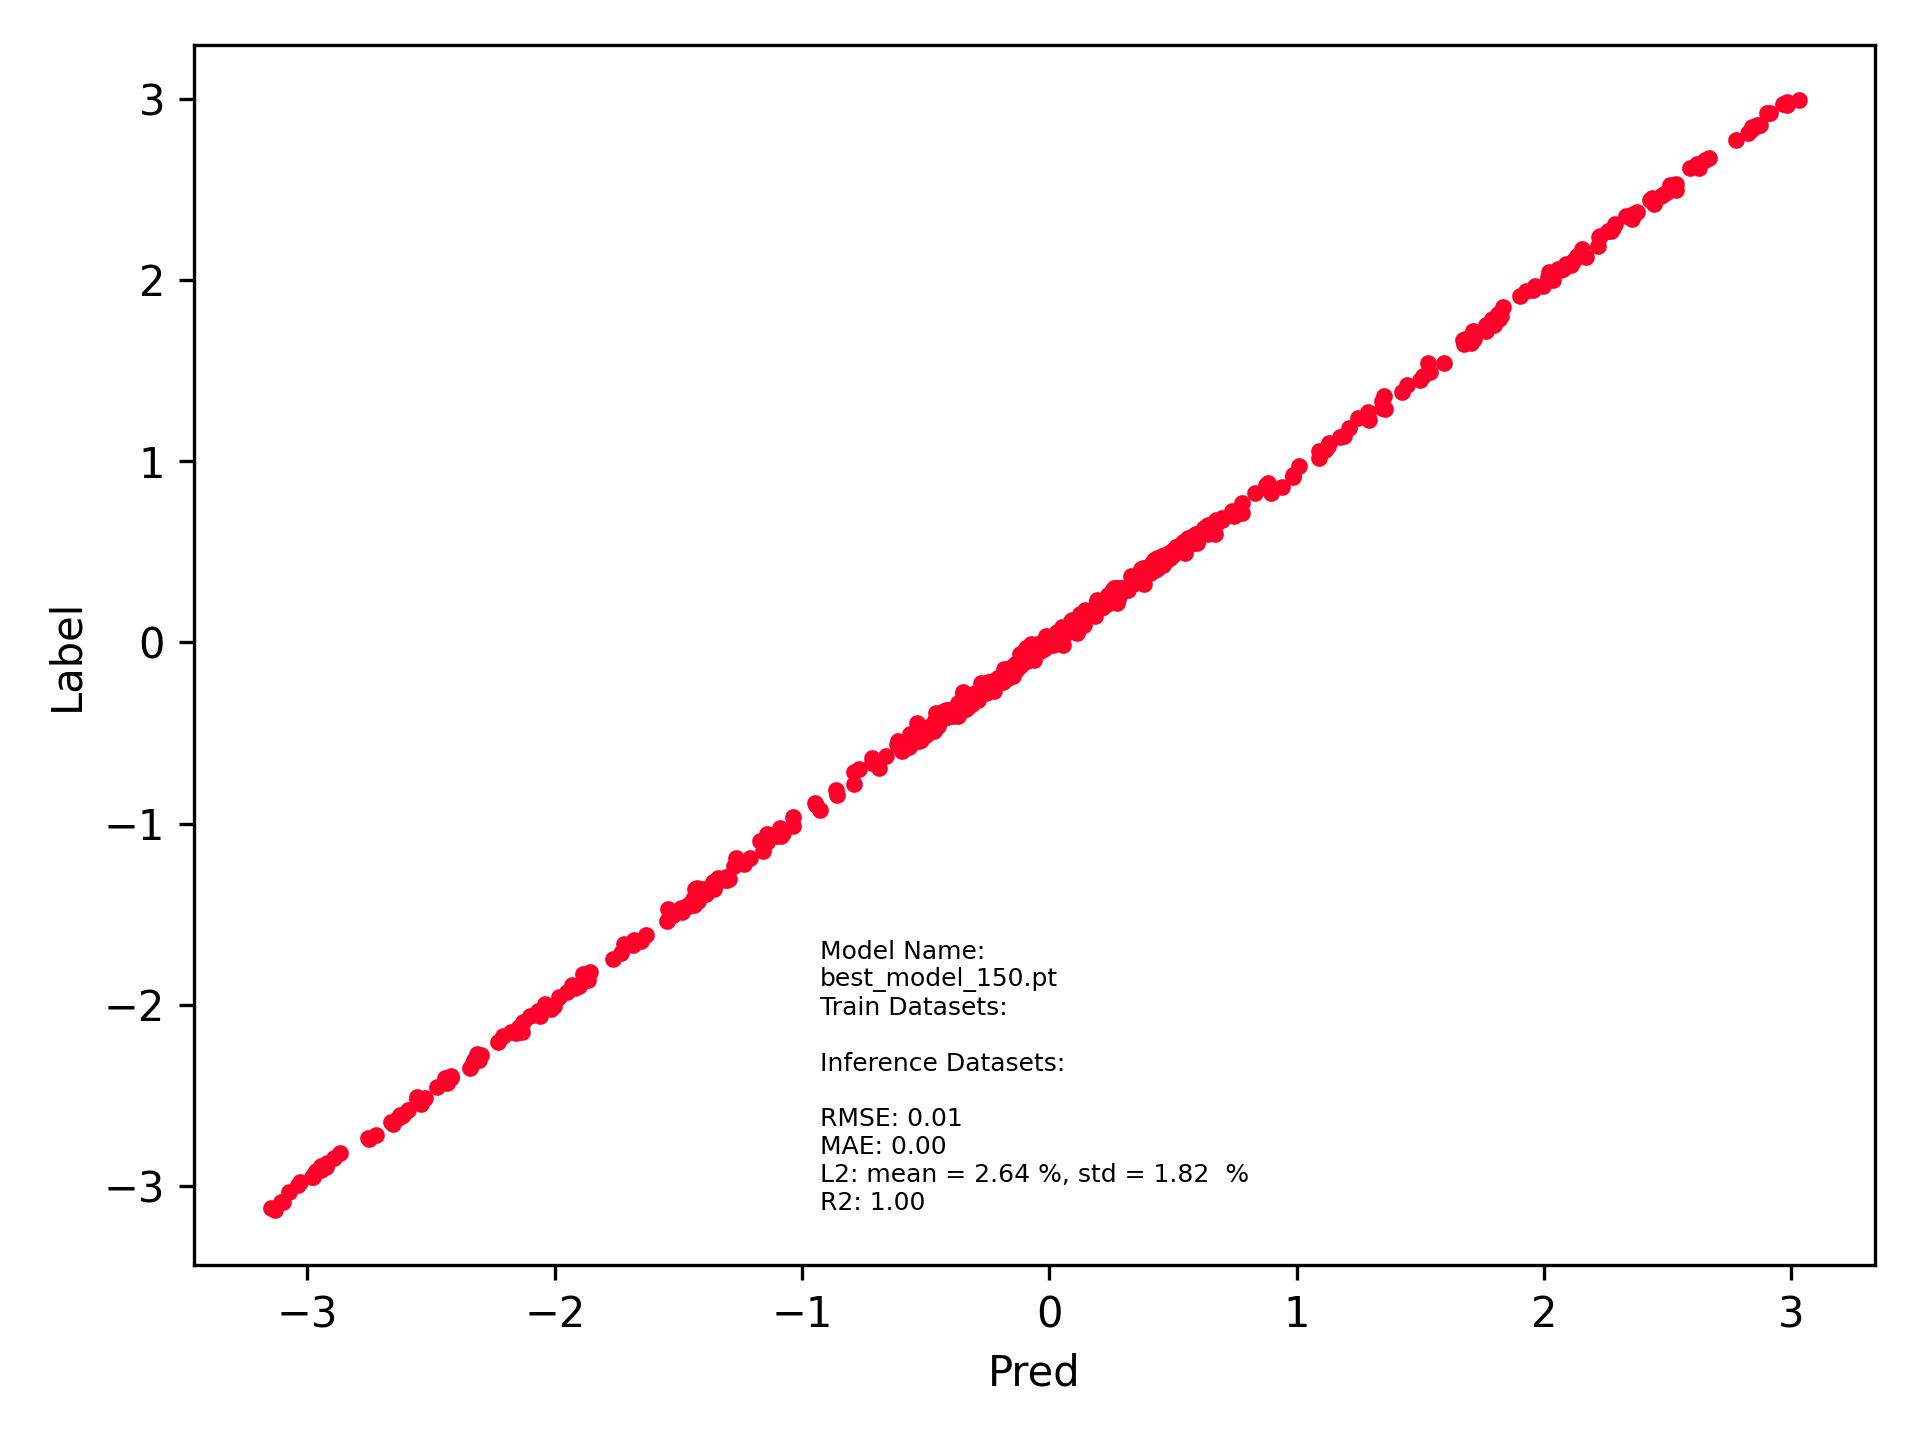 3
2
1
0
−1
−2
−3
Label
Model Name:
best_model_150.pt
Train Datasets:
Inference Datasets:
RMSE: 0.01
MAE: 0.00
L2: mean = 2.64 %, std = 1.82  %
R2: 1.00
−3 −2 −1 0 1 2 3
Pred